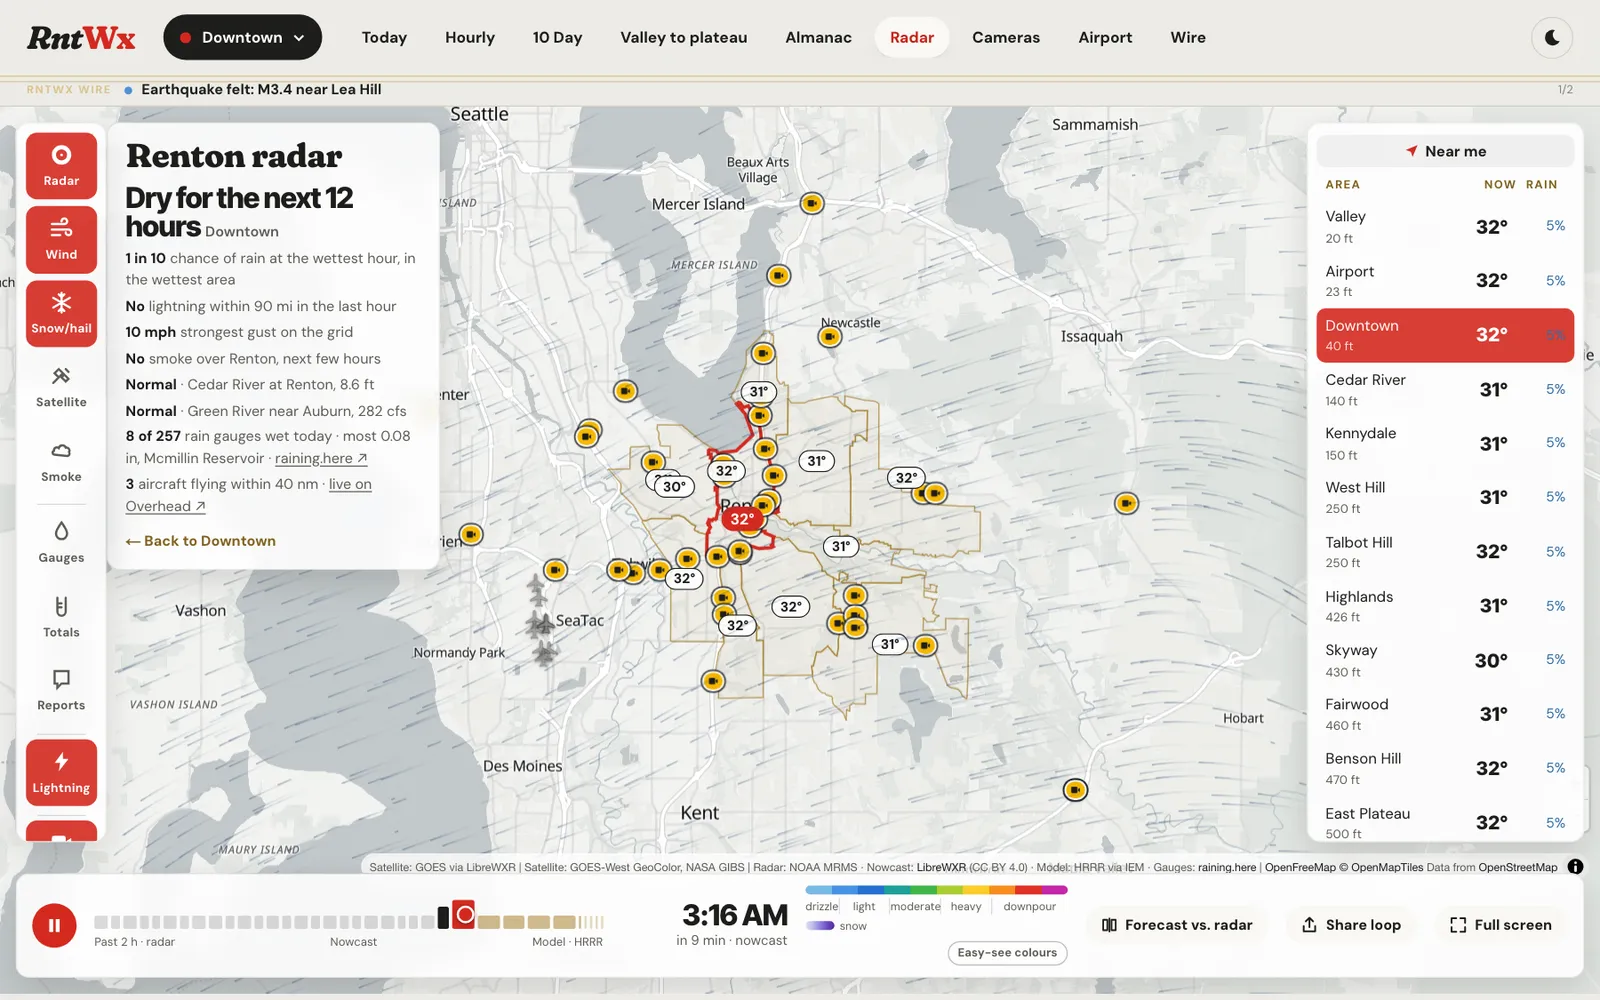 RntWx
Downtown
Today
Hourly
10 Day
Valley to plateau
Almanac
Radar
Cameras
Airport
Wire
RNTWX WIRE
Earthquake felt: M3.4 near Lea Hill
1/2
Radar
Wind
Snow/hail
Satellite
Smoke
Gauges
Totals
Reports
Lightning
Renton radar
Dry for the next 12
hours Downtown
1 in 10 chance of rain at the wettest hour, in
the wettest area
No lightning within 90 mi in the last hour
10 mph strongest gust on the grid
No smoke over Renton, next few hours
Normal · Cedar River at Renton, 8.6 ft
Normal · Green River near Auburn, 282 cfs
8 of 257 rain gauges wet today · most 0.08
in, Mcmillin Reservoir · raining.here ↗
3 aircraft flying within 40 nm · live on
Overhead ↗
← Back to Downtown
Seattle
Sammamish
Beaux Arts
Village
Mercer Island
ISLAND
MERCER ISLAND
Newcastle
Issaquah
31°
31°
32°
32°
30°
32°
31°
32°
32°
32°
31°
Vashon
SeaTac
Normandy Park
VASHON ISLAND
Hobart
Des Moines
Kent
MAURY ISLAND
Near me
AREA NOW RAIN
Valley
20 ft
32° 5%
Airport
23 ft
32° 5%
Downtown
40 ft
32° 5%
Cedar River
140 ft
31° 5%
Kennydale
150 ft
31° 5%
West Hill
250 ft
31° 5%
Talbot Hill
250 ft
32° 5%
Highlands
426 ft
31° 5%
Skyway
430 ft
30° 5%
Fairwood
460 ft
31° 5%
Benson Hill
470 ft
32° 5%
East Plateau
500 ft
32° 5%
Satellite: GOES via LibreWXR | Satellite: GOES-West GeoColor, NASA GIBS | Radar: NOAA MRMS · Nowcast: LibreWXR (CC BY 4.0) · Model: HRRR via IEM · Gauges: raining.here | OpenFreeMap © OpenMapTiles Data from OpenStreetMap
Past 2 h · radar
Nowcast
Model · HRRR
3:16 AM
in 9 min · nowcast
drizzle light moderate heavy downpour
snow
Easy-see colours
Forecast vs. radar
Share loop
Full screen